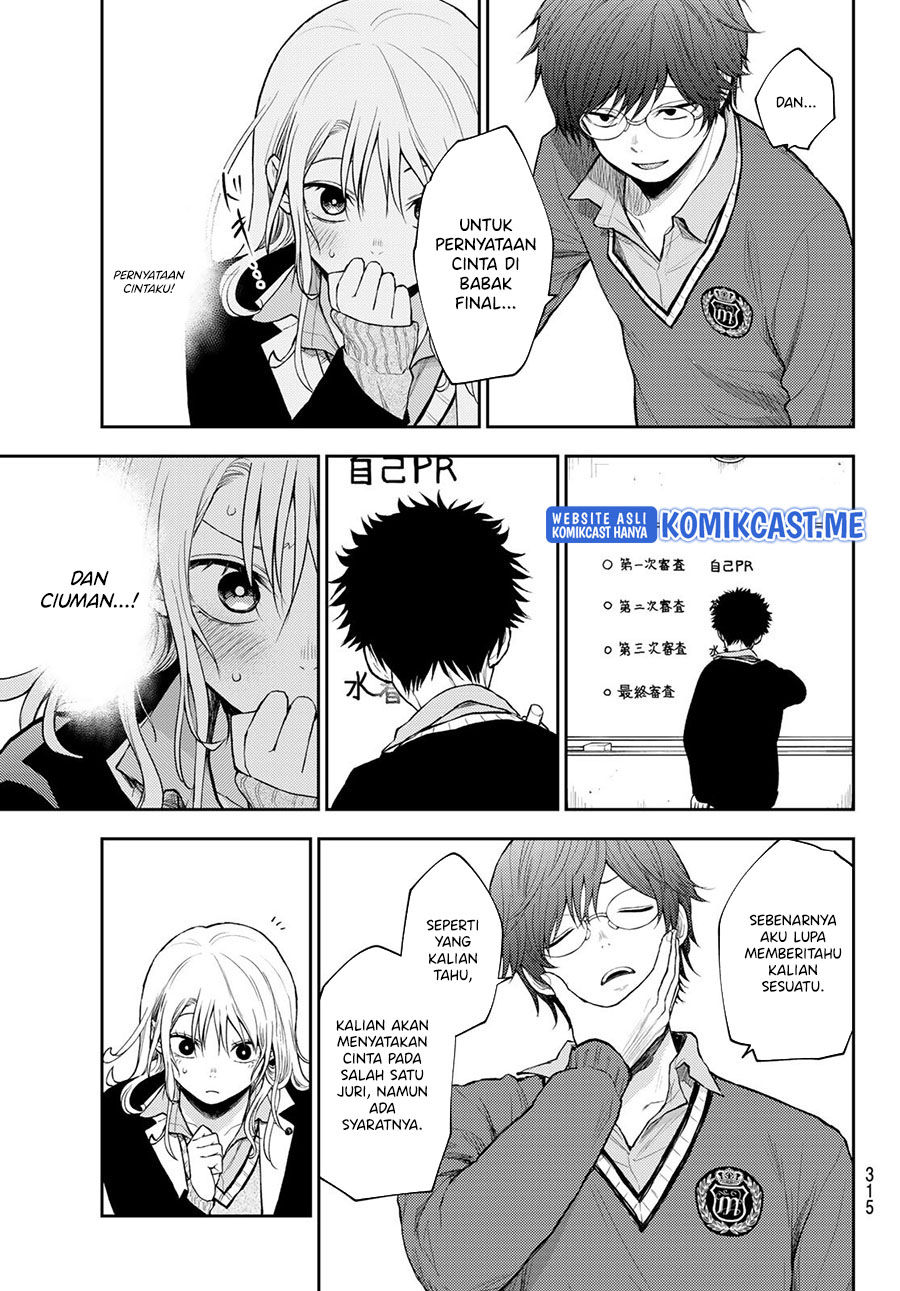 DAN...
UNTUK
PERNYATAAN
CINTA DI
BABAK
FINAL...
ドキ...
PERNYATAAN
CINTAKU!
WEBSITE ASLI
KOMIKCAST HANYA
KOMIKCAST.ME
第一次審査 自己PR
第二次審査
第三次審査 水
最終審査
自己PR
水着
DAN
CIUMAN...!
SEBENARNYA
AKU LUPA
MEMBERITAHU
KALIAN
SESUATU.
SEPERTI
YANG
KALIAN
TAHU,
KALIAN AKAN
MENYATAKAN
CINTA PADA
SALAH SATU
JURI, NAMUN
ADA
SYARATNYA.
315